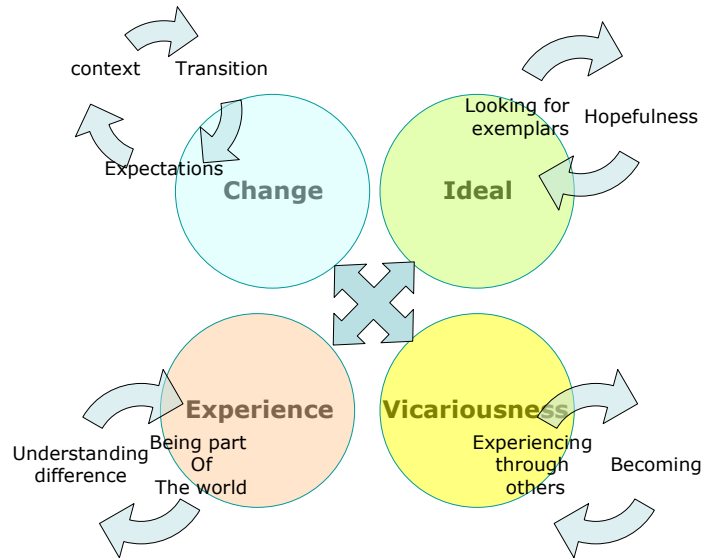 context
Transition
Expectations
Change
Looking for
exemplars
Hopefulness
Ideal
Experience
Understanding
difference
Being part
Of
The world
Vicariousness
Experiencing
through
others
Becoming